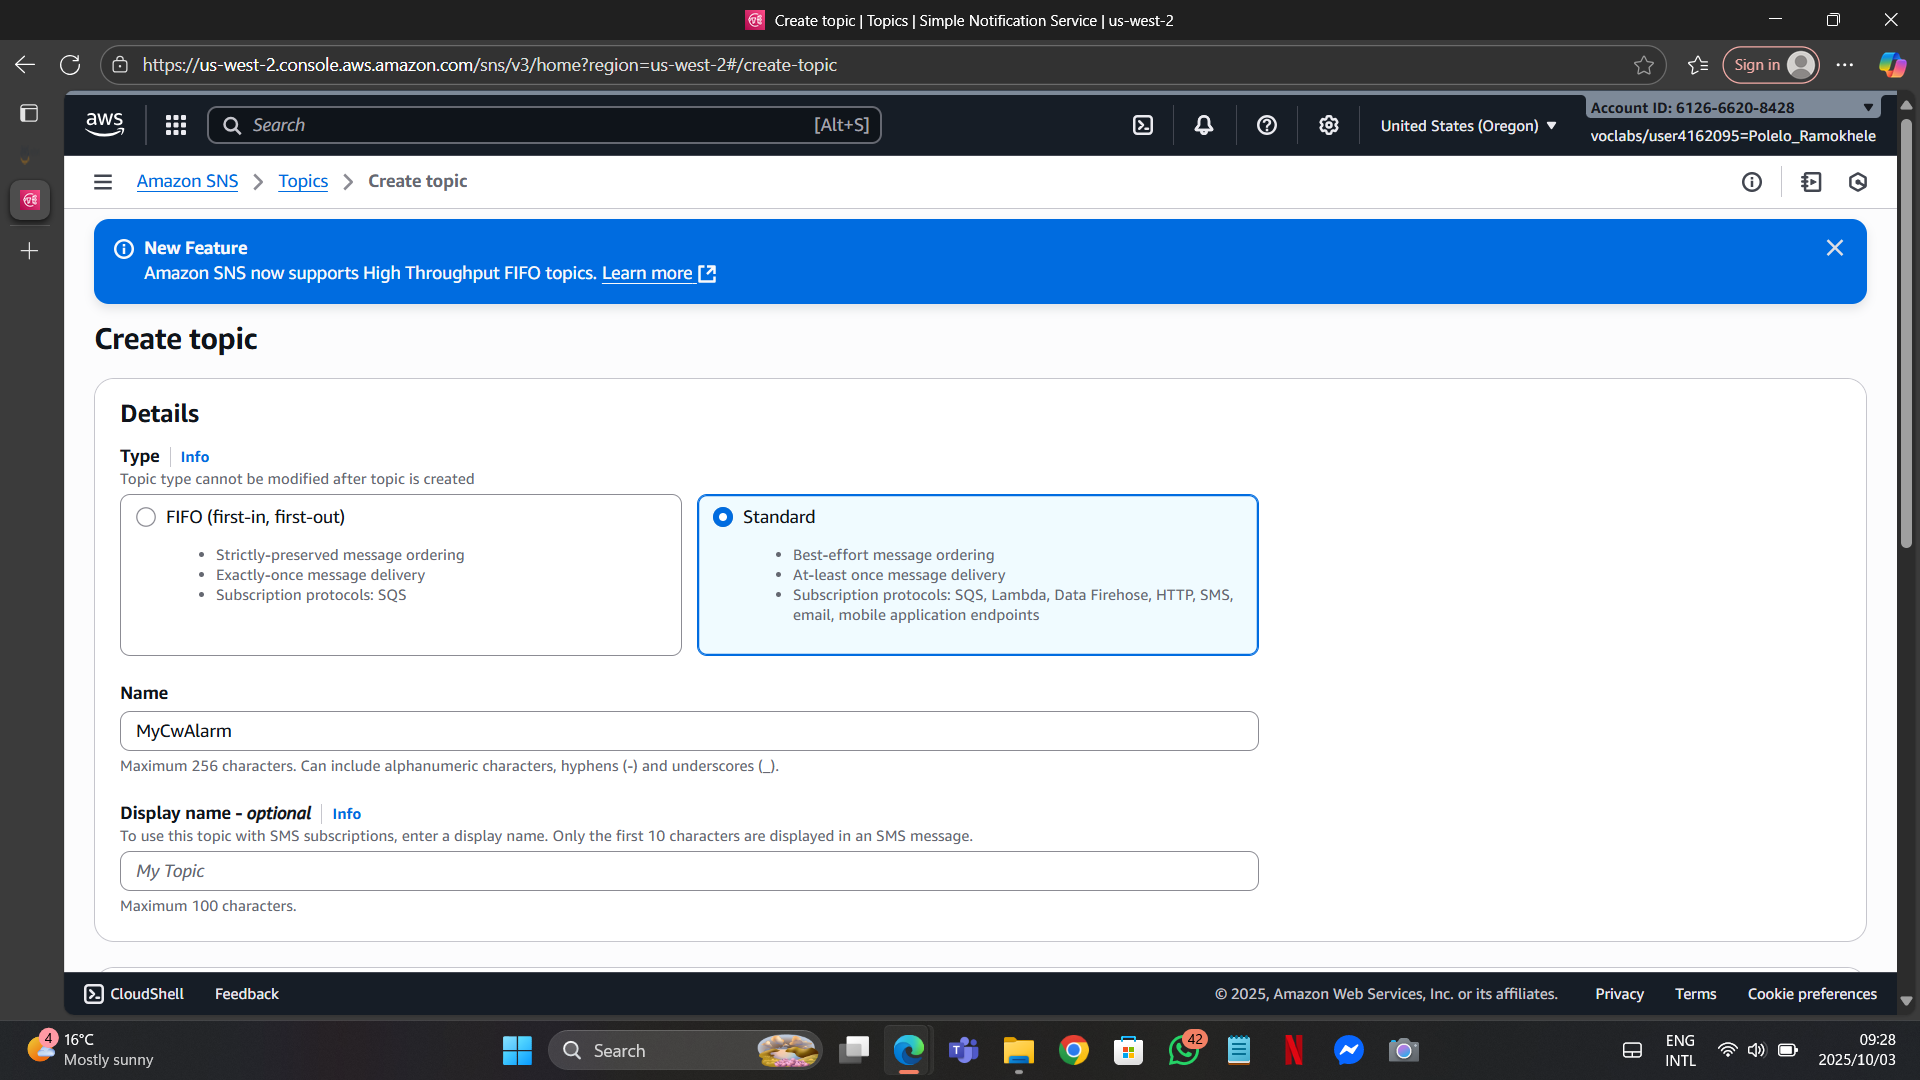 Create topic | Topics | Simple Notification Service | us-west-2
https://us-west-2.console.aws.amazon.com/sns/v3/home?region=us-west-2#/create-topic
Sign in
aws
Search [Alt+S]
United States (Oregon)
Account ID: 6126-6620-8428
voclabs/user4162095=Polelo_Ramokhele
Amazon SNS > Topics > Create topic
New Feature
Amazon SNS now supports High Throughput FIFO topics. Learn more
Create topic
Details
Type Info
Topic type cannot be modified after topic is created
FIFO (first-in, first-out)
• Strictly-preserved message ordering
• Exactly-once message delivery
• Subscription protocols: SQS
Standard
• Best-effort message ordering
• At-least once message delivery
• Subscription protocols: SQS, Lambda, Data Firehose, HTTP, SMS,
email, mobile application endpoints
Name
MyCwAlarm
Maximum 256 characters. Can include alphanumeric characters, hyphens (-) and underscores (_).
Display name - optional Info
To use this topic with SMS subscriptions, enter a display name. Only the first 10 characters are displayed in an SMS message.
My Topic
Maximum 100 characters.
CloudShell Feedback
© 2025, Amazon Web Services, Inc. or its affiliates. Privacy Terms Cookie preferences
4
16°C
Mostly sunny
Search
42
ENG
INTL
09:28
2025/10/03